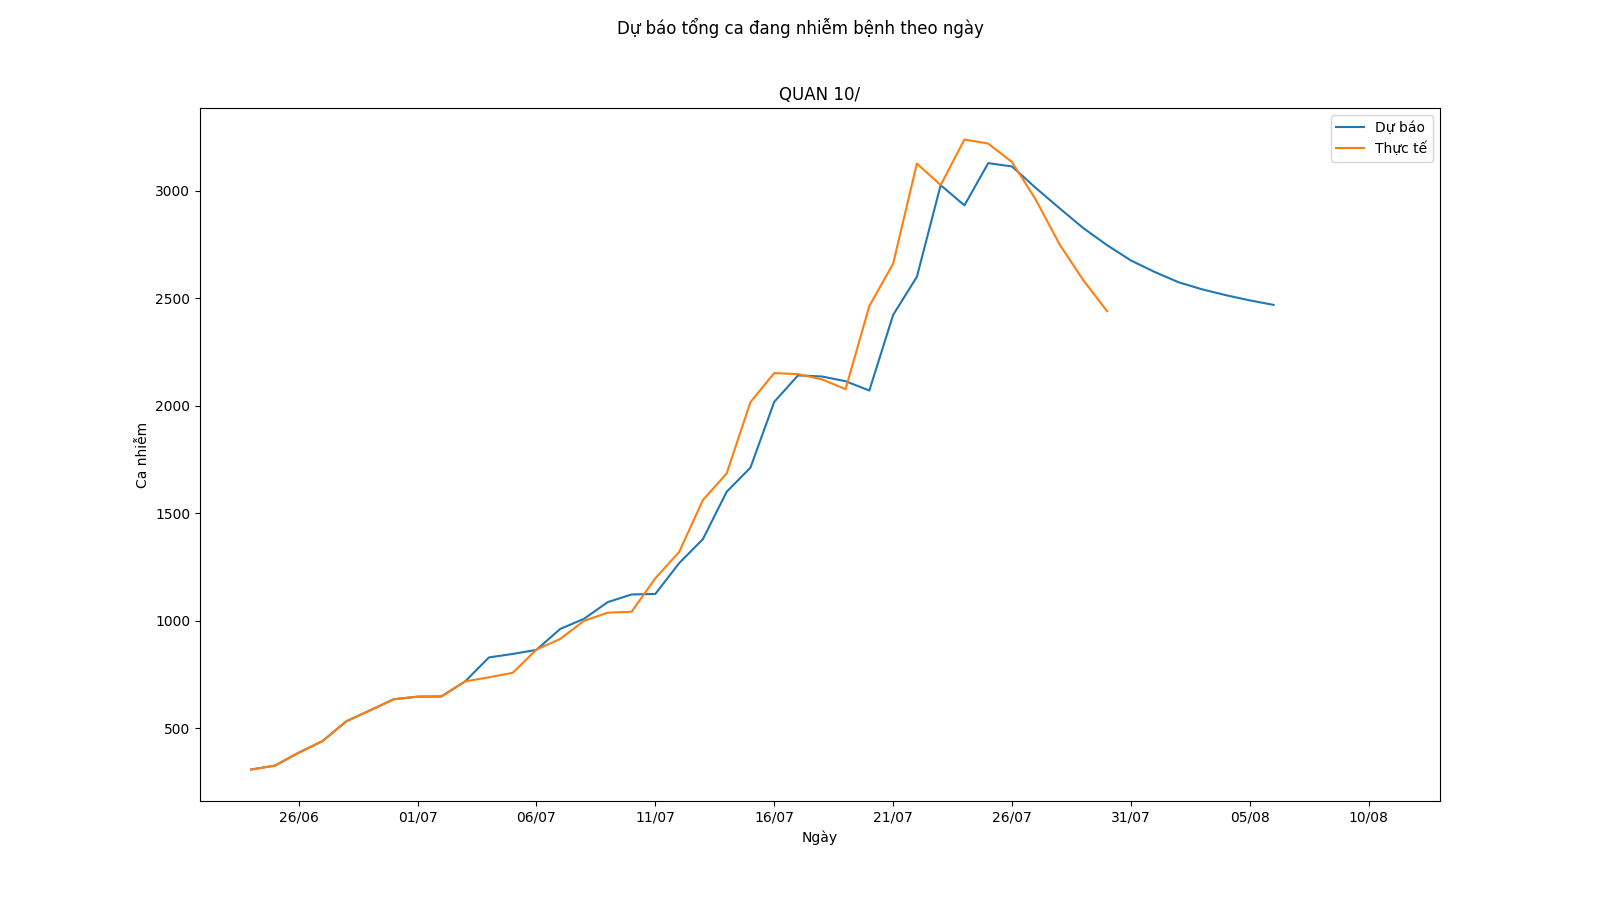 Dự báo tổng ca đang nhiễm bệnh theo ngày
QUAN 10/
Dự báo
Thực tế
3000
2500
2000
1500
1000
500
Ca nhiễm
26/06 01/07 06/07 11/07 16/07 21/07 26/07 31/07 05/08 10/08
Ngày